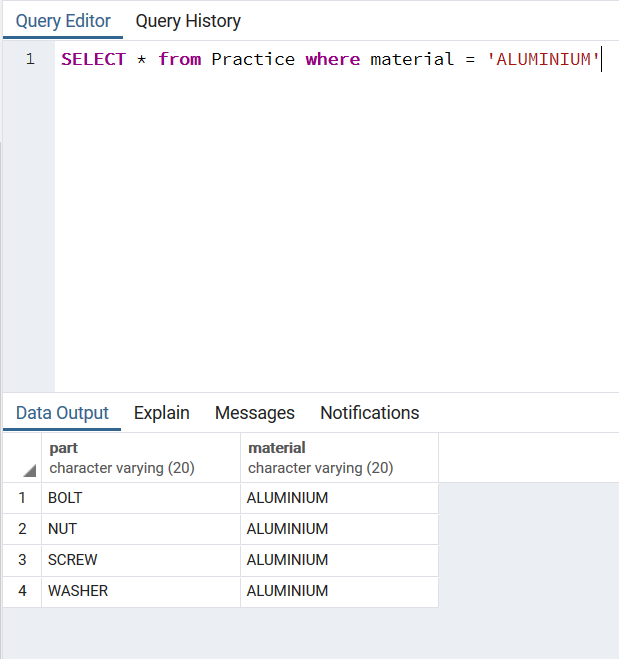 Query Editor Query History
1 SELECT * from Practice where material = 'ALUMINIUM'
Data Output Explain Messages Notifications
part material
character varying (20) character varying (20)
1 BOLT ALUMINIUM
2 NUT ALUMINIUM
3 SCREW ALUMINIUM
4 WASHER ALUMINIUM